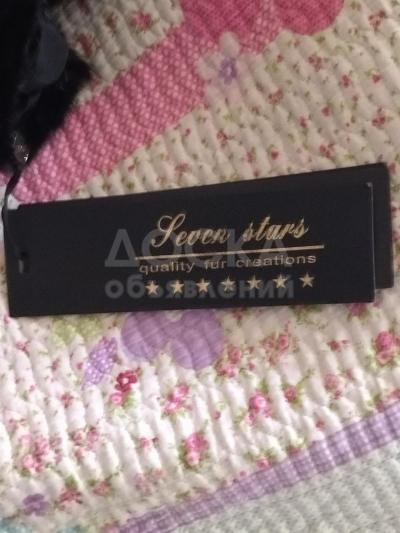 Seven stars
quality fur creations
ДОСКА
объявлений